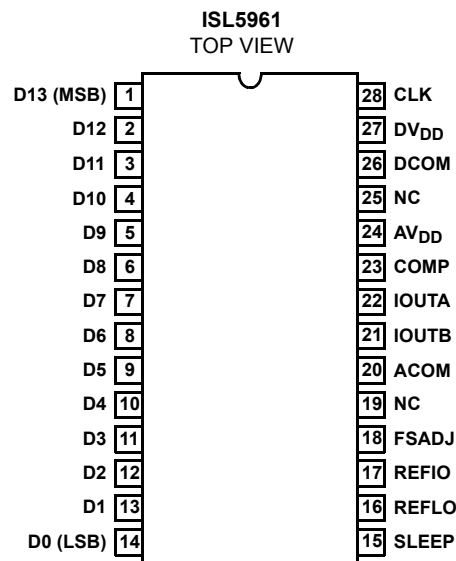 ISL5961
TOP VIEW
D13 (MSB) 1 28 CLK
D12 2 27 DVDD
D11 3 26 DCOM
D10 4 25 NC
D9 5 24 AVDD
D8 6 23 COMP
D7 7 22 IOUTA
D6 8 21 IOUTB
D5 9 20 ACOM
D4 10 19 NC
D3 11 18 FSADJ
D2 12 17 REFIO
D1 13 16 REFLO
D0 (LSB) 14 15 SLEEP